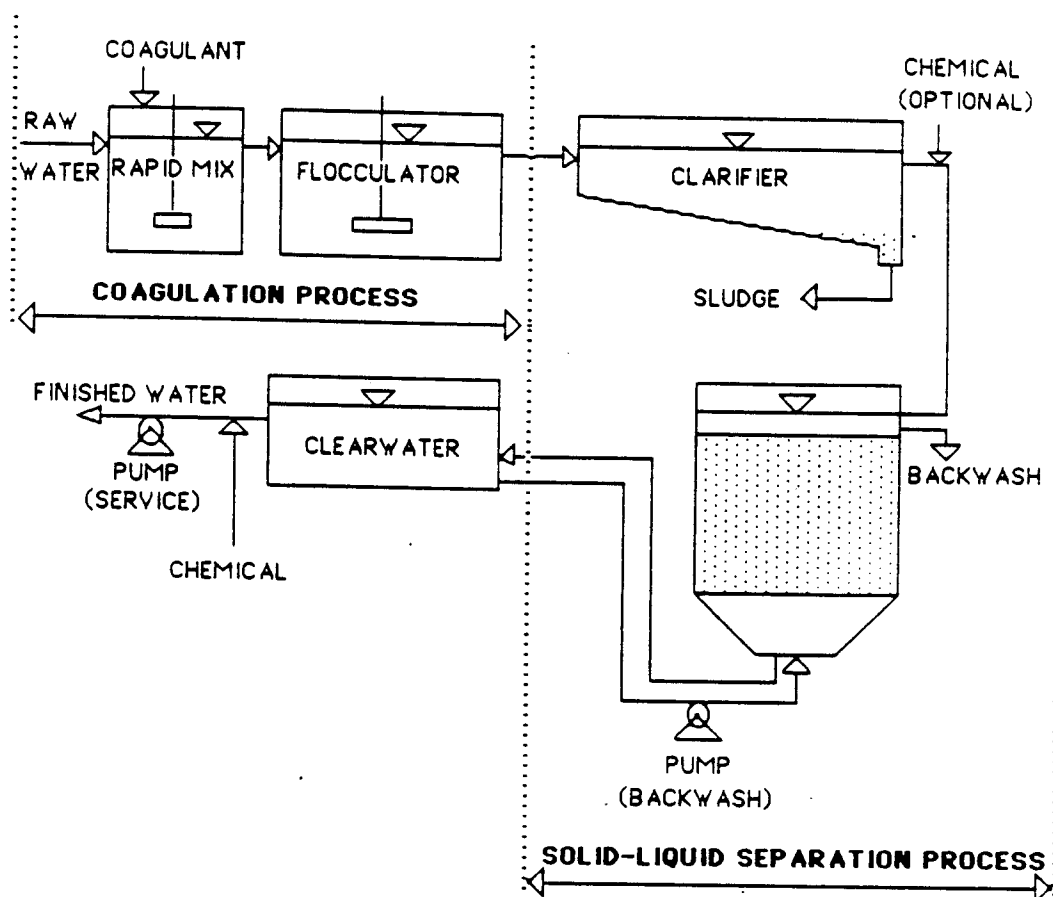 COAGULANT
RAW
WATER
RAPID MIX
FLOCCULATOR
CLARIFIER
CHEMICAL
(OPTIONAL)
COAGULATION PROCESS
SLUDGE
FINISHED WATER
PUMP
(SERVICE)
CHEMICAL
CLEARWATER
BACKWASH
PUMP
(BACKWASH)
SOLID-LIQUID SEPARATION PROCESS